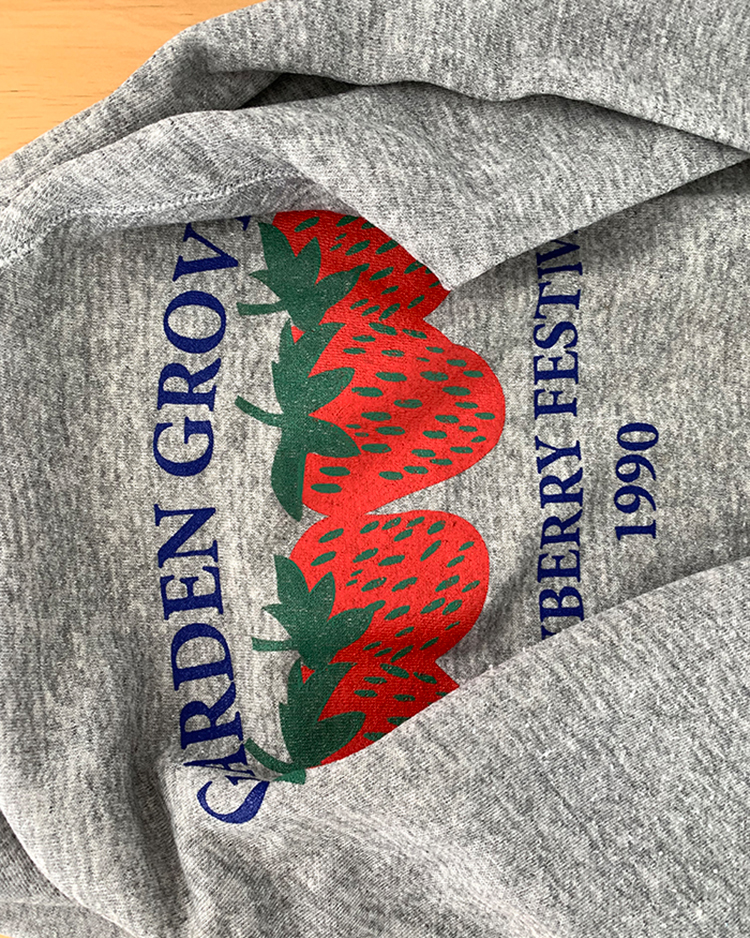 GARDEN GROV
BERRY FESTIV
1990